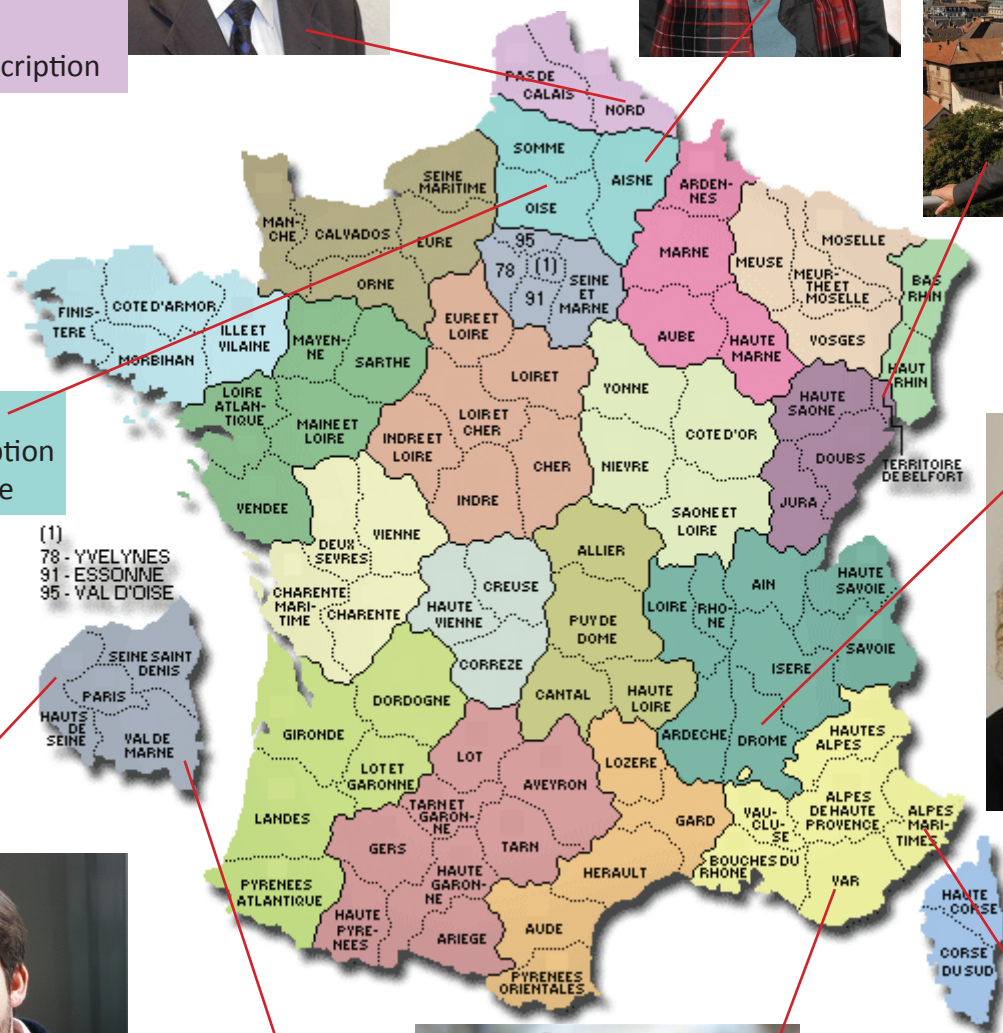 cription
PAS DE
CALAIS
NORD
SOMME
AISNE
OISE
SEINE
MARITIME
MAN-
CHE
CALVADOS
EURE
ORNE
ARDEN-
NES
MARNE
AUBE
HAUTE
MARNE
MEUSE
MOSELLE
MEUR-
THE ET
MOSELLE
VOSGES
BAS
RHIN
HAUT
RHIN
95
78
(1)
91
SEINE
ET
MARNE
FINIS-
TERE
COTE D'ARMOR
MORBIHAN
ILLE ET
VILAINE
MAYEN-
NE
SARTHE
LOIRE
ATLAN-
TIQUE
MAINE ET
LOIRE
VENDEE
EURE ET
LOIRE
LOIRET
LOIR ET
CHER
INDRE ET
LOIRE
CHER
INDRE
YONNE
COTE D'OR
NIEVRE
SAONE ET
LOIRE
HAUTE
SAONE
DOUBS
JURA
TERRITOIRE
DE BELFORT
ption
e
(1)
78 - YVELYNES
91 - ESSONNE
95 - VAL D'OISE
SEINE SAINT
DENIS
PARIS
HAUTS
DE
SEINE
VAL DE
MARNE
DEUX
SEVRES
VIENNE
CHARENTE
MARI-
TIME
CHARENTE
CREUSE
HAUTE
VIENNE
CORREZE
ALLIER
PUY DE
DOME
CANTAL
HAUTE
LOIRE
LOIRE
RHO-
NE
AIN
HAUTE
SAVOIE
SAVOIE
ISERE
ARDECHE
DROME
DORDOGNE
GIRONDE
LOT ET
GARONNE
LANDES
PYRENEES
ATLANTIQUE
LOT
AVEYRON
TARN ET
GARON-
NE
GERS
TARN
HAUTE
GARON-
NE
HAUTE
PYRE-
NEES
ARIEGE
LOZERE
GARD
HERAULT
AUDE
PYRENEES
ORIENTALES
HAUTES
ALPES
ALPES
DE HAUTE
PROVENCE
ALPES
MARI-
TIMES
VAU-
CLU-
SE
BOUCHES DU
RHONE
VAR
HAUTE
CORSE
CORSE
DU SUD